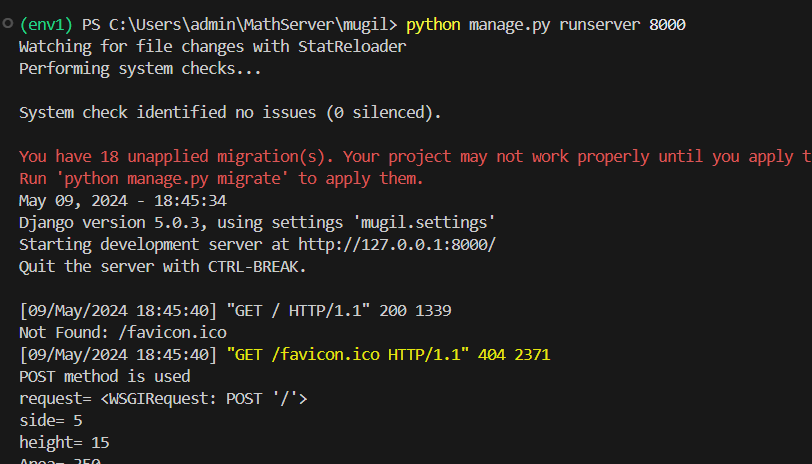 (env1) PS C:\Users\admin\MathServer\mugil> python manage.py runserver 8000
Watching for file changes with StatReloader
Performing system checks...
System check identified no issues (0 silenced).
You have 18 unapplied migration(s). Your project may not work properly until you apply t
Run 'python manage.py migrate' to apply them.
May 09, 2024 - 18:45:34
Django version 5.0.3, using settings 'mugil.settings'
Starting development server at http://127.0.0.1:8000/
Quit the server with CTRL-BREAK.
[09/May/2024 18:45:40] "GET / HTTP/1.1" 200 1339
Not Found: /favicon.ico
[09/May/2024 18:45:40] "GET /favicon.ico HTTP/1.1" 404 2371
POST method is used
request= <WSGIRequest: POST '/'>
side= 5
height= 15
Area=